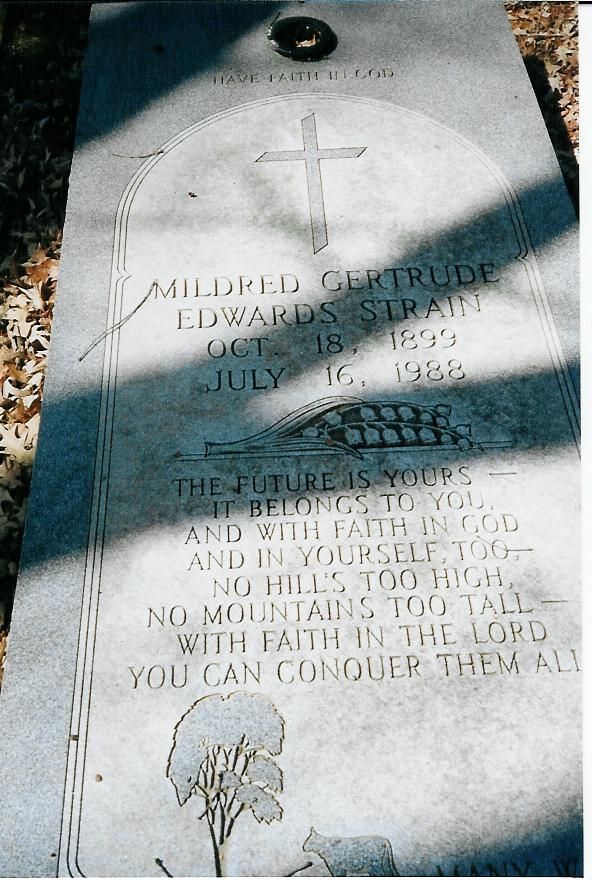 HAVE FAITH IN GOD
MILDRED GERTRUDE
EDWARDS STRAIN
OCT. 18, 1899
JULY 16, 1988
THE FUTURE IS YOURS —
IT BELONGS TO YOU,
AND WITH FAITH IN GOD
AND IN YOURSELF, TOO—
NO HILL'S TOO HIGH,
NO MOUNTAINS TOO TALL —
WITH FAITH IN THE LORD
YOU CAN CONQUER THEM ALL
MANY